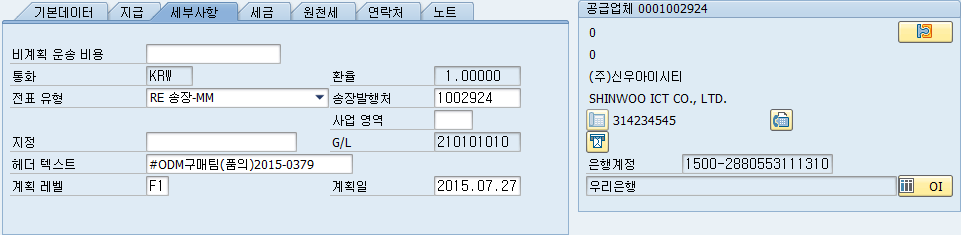 기본데이터 지급 세부사항 세금 원천세 연락처 노트
비계획 운송 비용
통화 KRW 환율 1.00000
전표 유형 RE 송장-MM 송장발행처 1002924
사업 영역
지정 G/L 210101010
헤더 텍스트 #ODM구매팀(품의)2015-0379
계획 레벨 F1 계획일 2015.07.27
공급업체 0001002924
0
0
(주)신우아이시티
SHINWOO ICT CO., LTD.
314234545
은행계정 1500-2880553111310
우리은행 OI